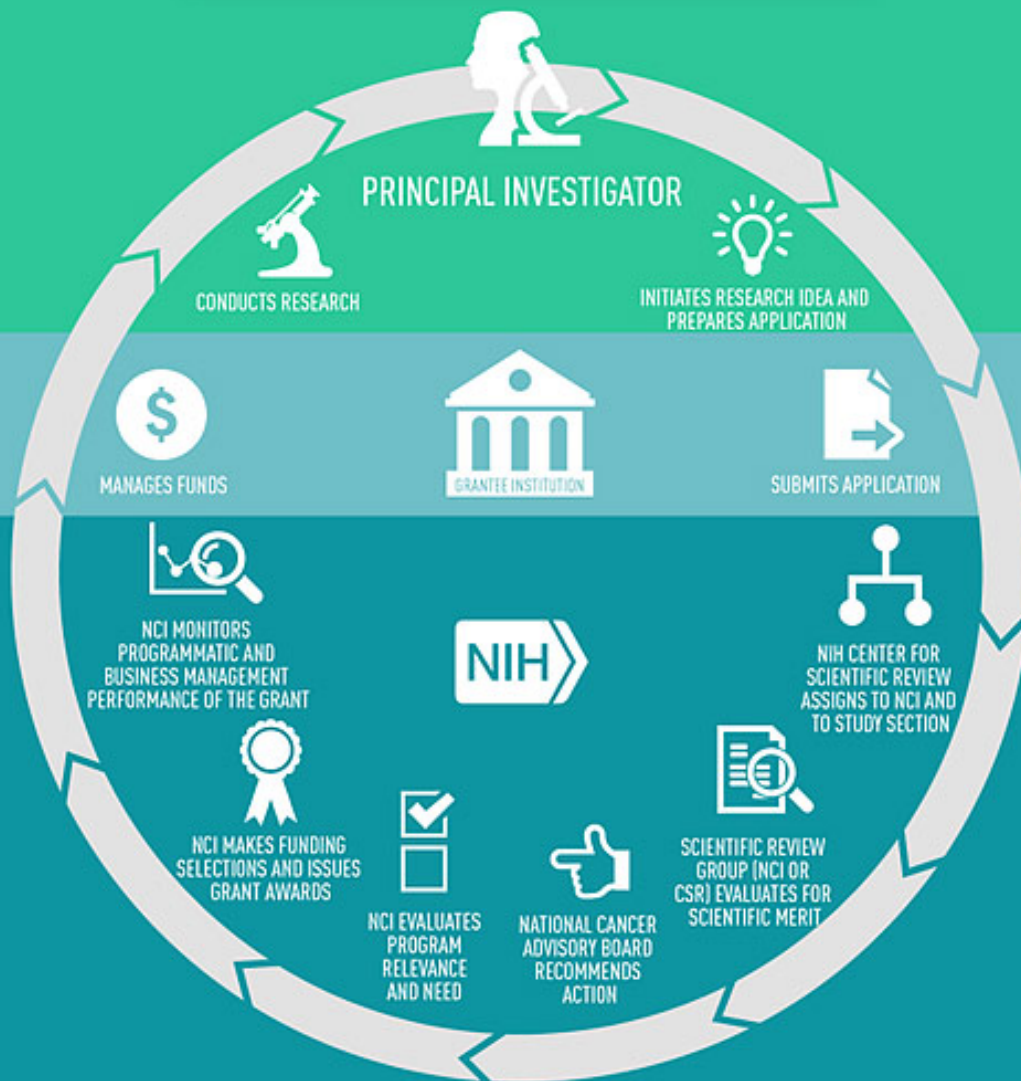 PRINCIPAL INVESTIGATOR
INITIATES RESEARCH IDEA AND
PREPARES APPLICATION
CONDUCTS RESEARCH
$
MANAGES FUNDS
GRANTEE INSTITUTION
SUBMITS APPLICATION
NIH
NIH CENTER FOR
SCIENTIFIC REVIEW
ASSIGNS TO NCI AND
TO STUDY SECTION
SCIENTIFIC REVIEW
GROUP (NCI OR
CSR) EVALUATES FOR
SCIENTIFIC MERIT
NATIONAL CANCER
ADVISORY BOARD
RECOMMENDS
ACTION
NCI EVALUATES
PROGRAM
RELEVANCE
AND NEED
NCI MAKES FUNDING
SELECTIONS AND ISSUES
GRANT AWARDS
NCI MONITORS
PROGRAMMATIC AND
BUSINESS MANAGEMENT
PERFORMANCE OF THE GRANT